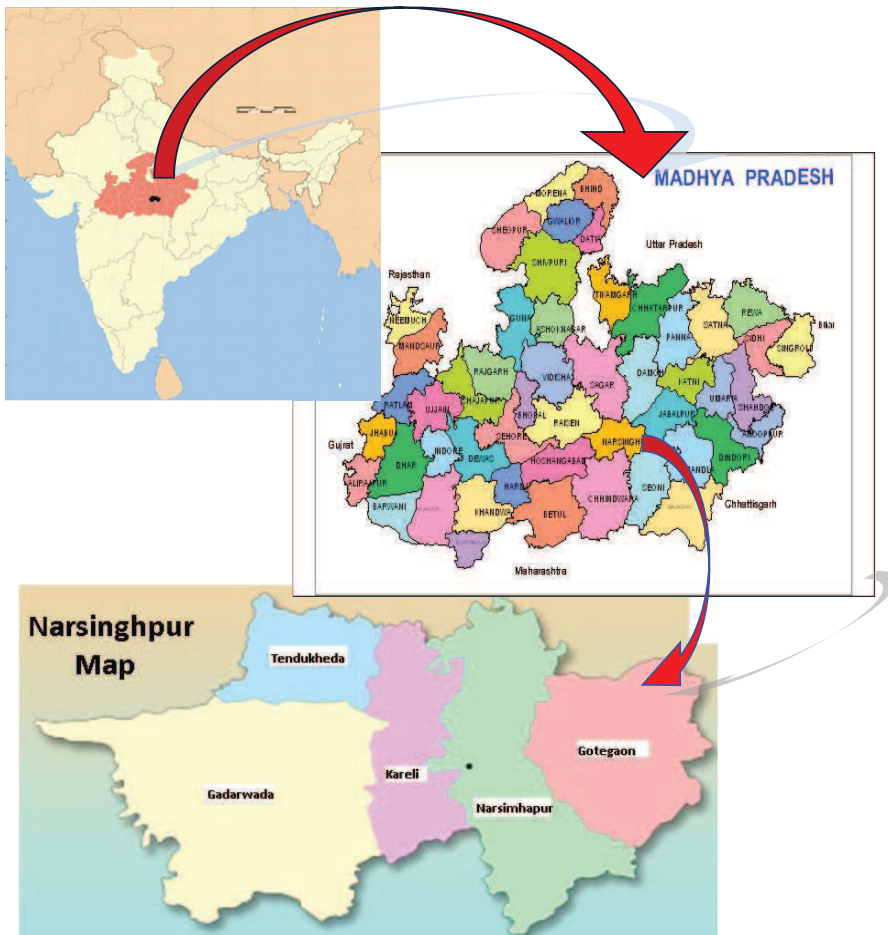 MADHYA PRADESH
MORENA
BHIND
GWALIOR
SHEOPUR
DATIA
Uttar Pradesh
SHIVPURI
Rajasthan
TIKAMGARH
CHHATARPUR
NEEMUCH
GUNA
ASHOKNAGAR
PANNA
SATNA
REWA
SIDHI
SINGROLI
MANDSAUR
RAJGARH
VIDISHA
SAGAR
DAMOH
KATNI
UMARIA
SHAHDOL
RATLAM
UJJAIN
SHAJAPUR
BHOPAL
RAISEN
JABALPUR
ANOOPPUR
JHABUA
SEHORE
NARSINGH
Gujrat
INDORE
DEWAS
DINDORI
DHAR
HOSHANGABAD
MANDLA
ALIRAJPUR
HARDA
CHHINDWARA
SEONI
Chhattisgarh
BARWANI
KHANDWA
BETUL
Maharashtra
Narsinghpur
Map
Tendukheda
Gotegaon
Kareli
Gadarwada
Narsimhapur